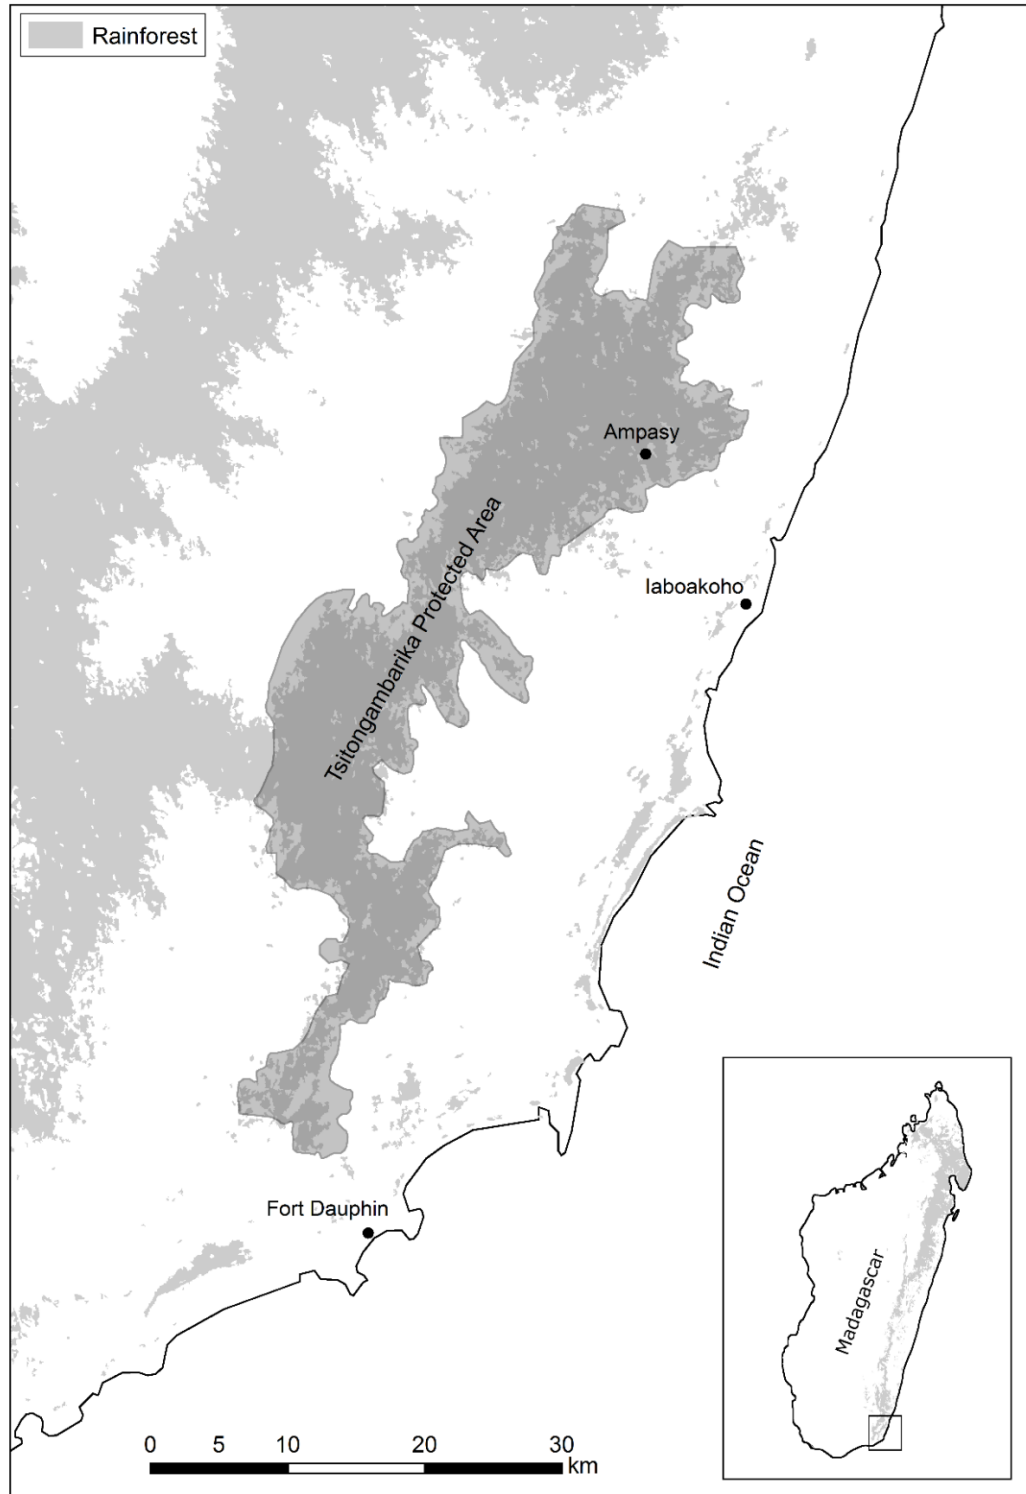 Rainforest
Ampasy
Tsitongambarika Protected Area
Iaboakoho
Indian Ocean
Fort Dauphin
Madagascar
0 5 10 20 30
km